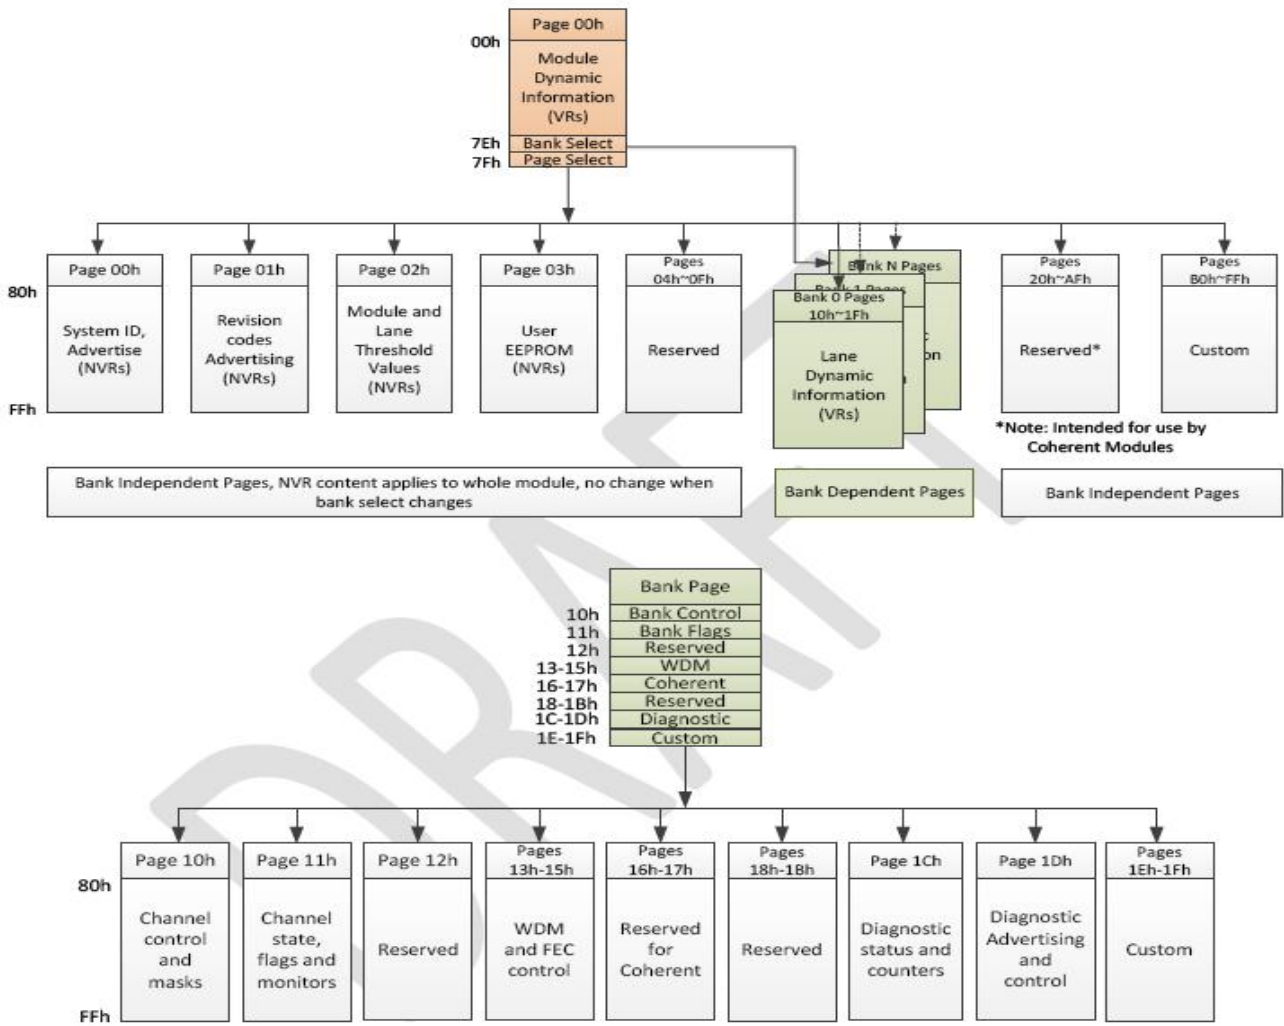 Page 00h
00h
Module
Dynamic
Information
(VRs)
7Eh
Bank Select
7Fh
Page Select
Page 00h
Page 01h
Page 02h
Page 03h
Pages
04h~0Fh
Bank N Pages
Bank 1 Pages
Bank 0 Pages
10h~1Fh
Pages
20h~AFh
Pages
B0h~FFh
80h
System ID,
Advertise
(NVRs)
Revision
codes
Advertising
(NVRs)
Module and
Lane
Threshold
Values
(NVRs)
User
EEPROM
(NVRs)
Reserved
Lane
Dynamic
Information
(VRs)
Reserved*
Custom
FFh
*Note: Intended for use by
Coherent Modules
Bank Independent Pages, NVR content applies to whole module, no change when
bank select changes
Bank Dependent Pages
Bank Independent Pages
Bank Page
10h
Bank Control
11h
Bank Flags
12h
Reserved
13-15h
WDM
16-17h
Coherent
18-1Bh
Reserved
1C-1Dh
Diagnostic
1E-1Fh
Custom
Page 10h
Page 11h
Page 12h
Pages
13h-15h
Pages
16h-17h
Pages
18h-1Bh
Page 1Ch
Page 1Dh
Pages
1Eh-1Fh
80h
Channel
control
and
masks
Channel
state,
flags and
monitors
Reserved
WDM
and FEC
control
Reserved
for
Coherent
Reserved
Diagnostic
status and
counters
Diagnostic
Advertising
and
control
Custom
FFh
DRAFT